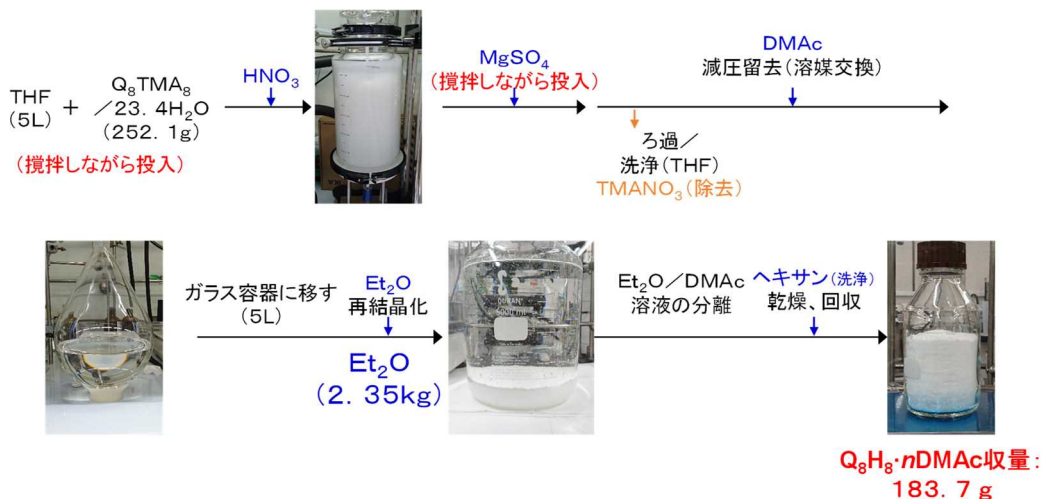 THF
(5L)
+
Q₈TMA₈
/23. 4H₂O
(252. 1g)
(撹拌しながら投入)
HNO₃
MgSO₄
(撹拌しながら投入)
DMAc
減圧留去(溶媒交換)
ろ過/
洗浄(THF)
TMANO₃(除去)
ガラス容器に移す
(5L)
Et₂O
再結晶化
Et₂O
(2. 35kg)
DURAN
Et₂O/DMAc
溶液の分離
ヘキサン(洗浄)
乾燥、回収
Q₈H₈·nDMAc収量:
183. 7 g